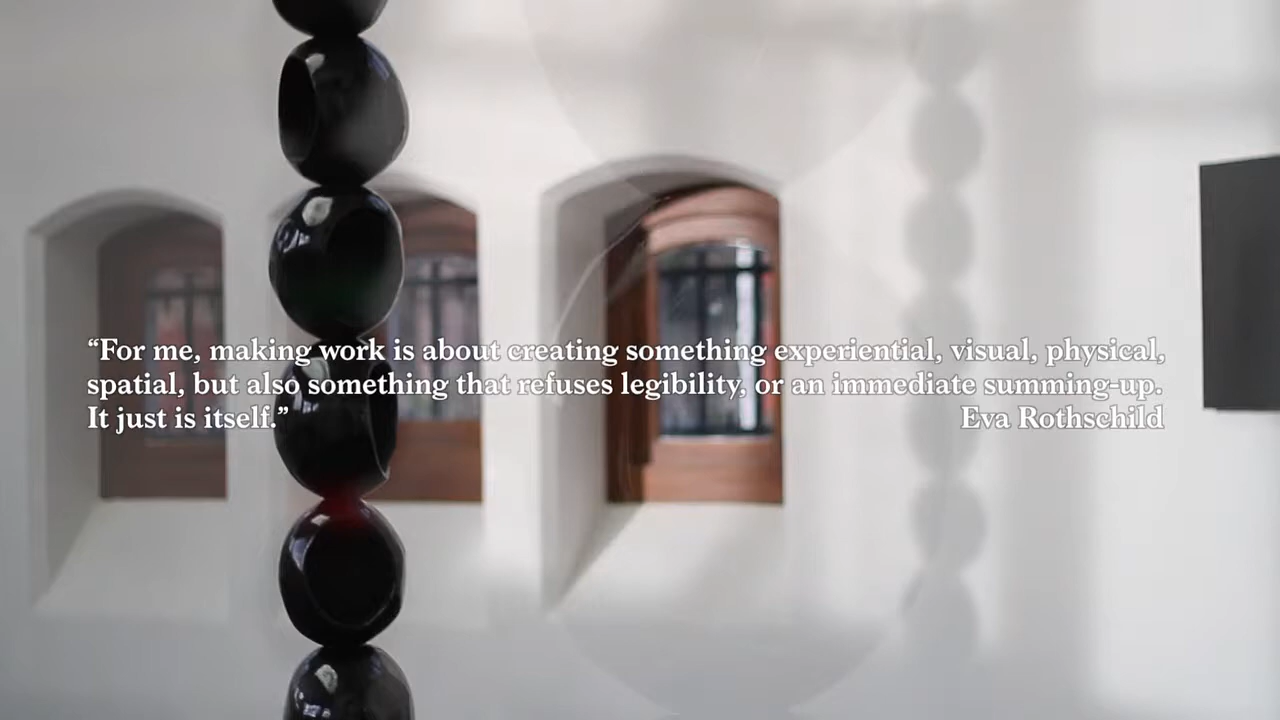 “For me, making work is about creating something experiential, visual, physical,
spatial, but also something that refuses legibility, or an immediate summing-up.
It just is itself.”
Eva Rothschild